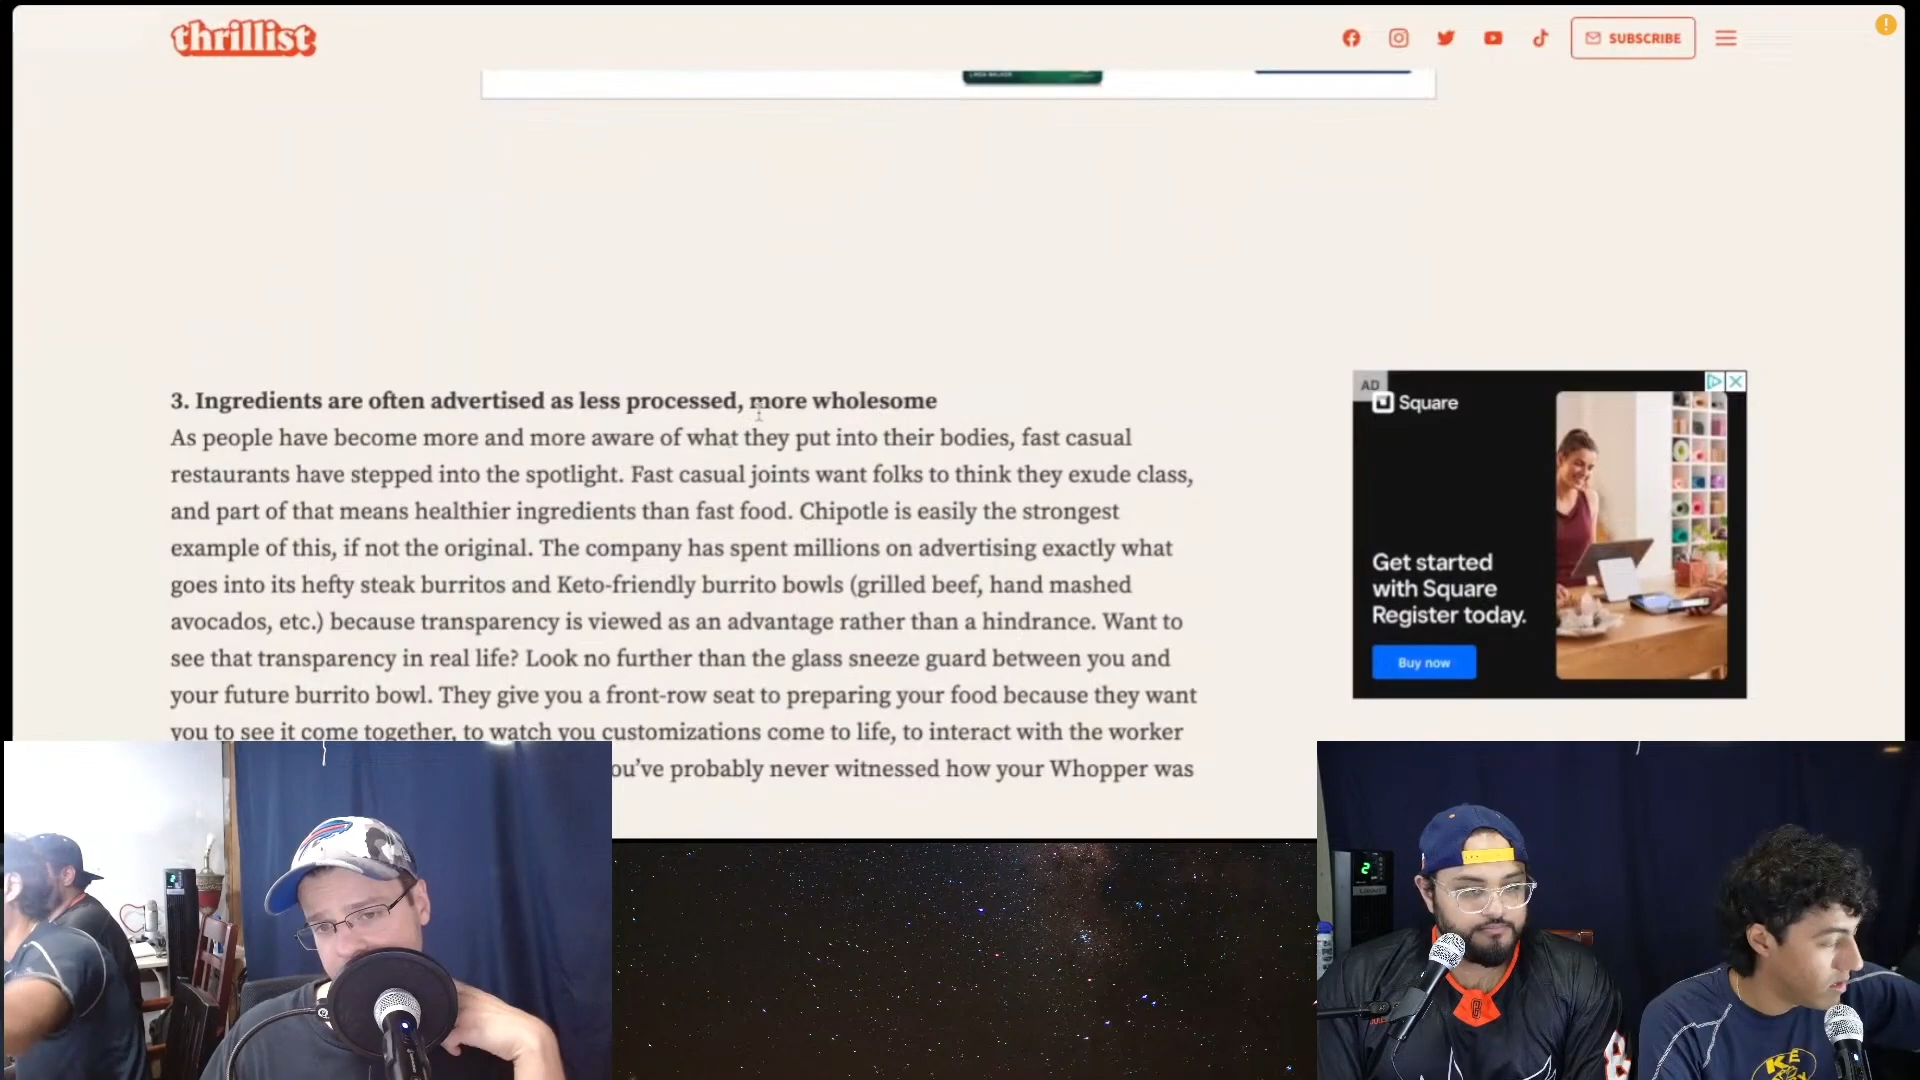 thrillist
SUBSCRIBE
3. Ingredients are often advertised as less processed, more wholesome
As people have become more and more aware of what they put into their bodies, fast casual
restaurants have stepped into the spotlight. Fast casual joints want folks to think they exude class,
and part of that means healthier ingredients than fast food. Chipotle is easily the strongest
example of this, if not the original. The company has spent millions on advertising exactly what
goes into its hefty steak burritos and Keto-friendly burrito bowls (grilled beef, hand mashed
avocados, etc.) because transparency is viewed as an advantage rather than a hindrance. Want to
see that transparency in real life? Look no further than the glass sneeze guard between you and
your future burrito bowl. They give you a front-row seat to preparing your food because they want
you to see it come together, to watch you customizations come to life, to interact with the worker
ou've probably never witnessed how your Whopper was
AD
Square
Get started
with Square
Register today.
Buy now
2
2
KE